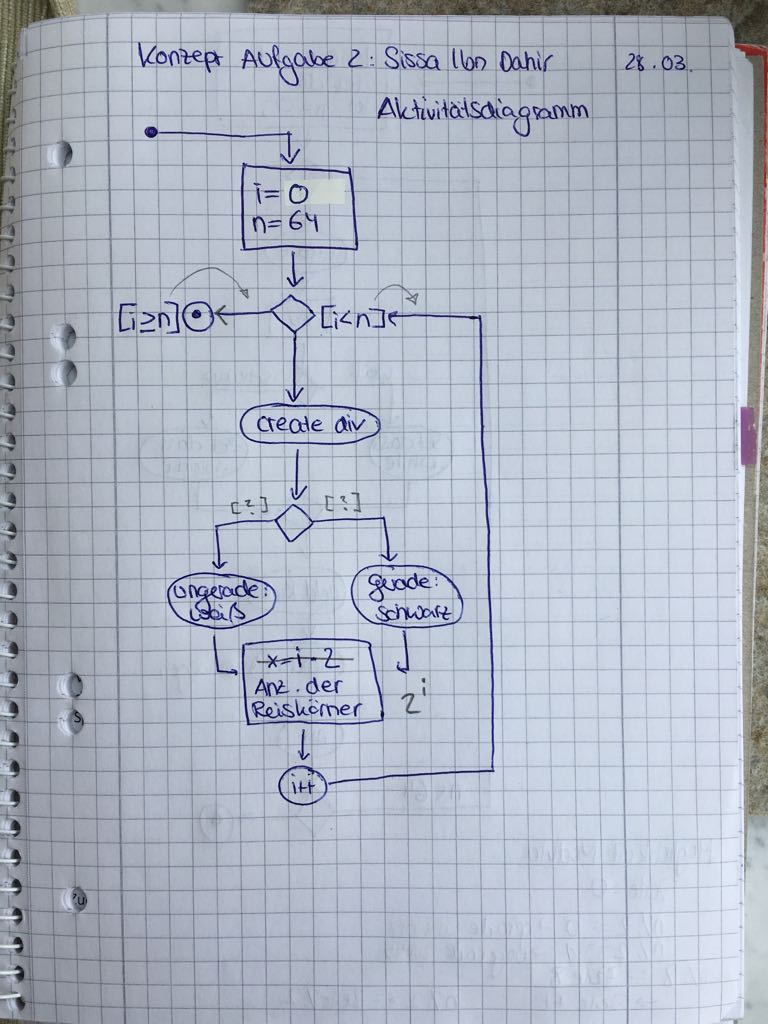 Konzept Aufgabe 2: Sissa Ibn Dahir 28.03.
Aktivitätsdiagramm
i= 0
n= 64
[i≥n] [i<n]
create div
[?] [?]
ungerade: weiß
gerade: schwarz
x=i·2
Anz. der
Reiskörner
2^i
i++